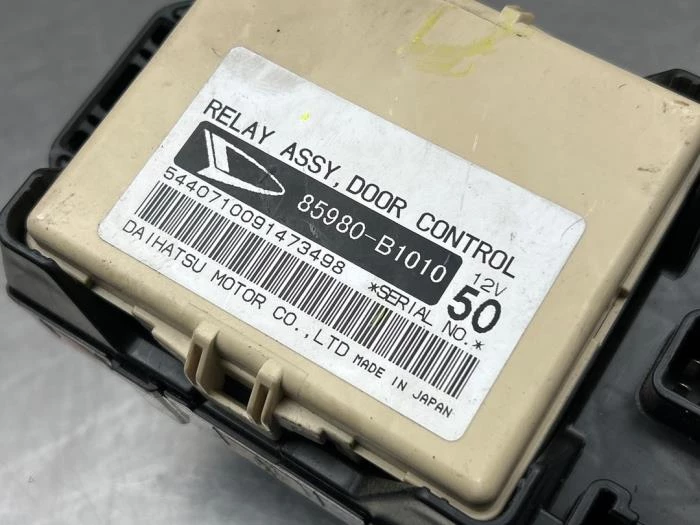 RELAY ASSY, DOOR CONTROL
85980-B1010
12V
50
5440710091473498
*SERIAL NO.*
DAIHATSU MOTOR CO.,LTD MADE IN JAPAN